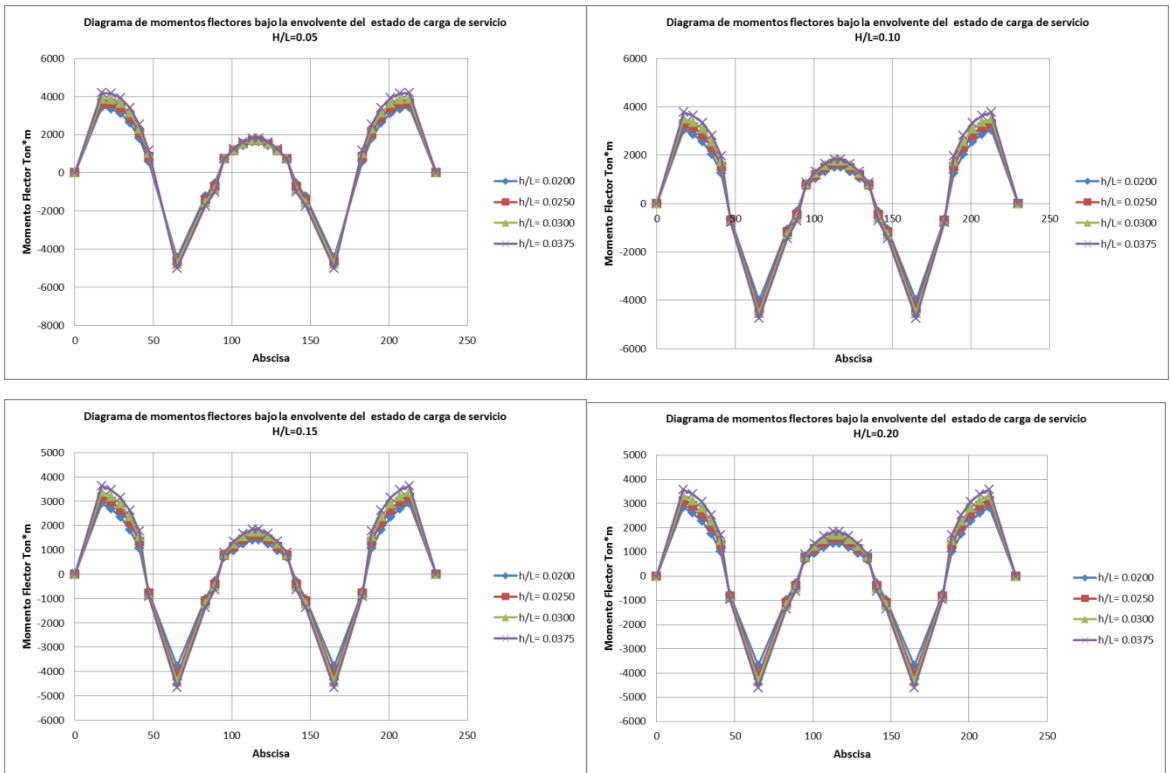 Diagrama de momentos flectores bajo la envolvente del estado de carga de servicio
H/L=0.05
6000
4000
2000
0
-2000
-4000
-6000
-8000
Momento Flector Ton*m
0 50 100 150 200 250
Abscisa
h/L= 0.0200
h/L= 0.0250
h/L= 0.0300
h/L= 0.0375
Diagrama de momentos flectores bajo la envolvente del estado de carga de servicio
H/L=0.10
6000
4000
2000
0
-2000
-4000
-6000
Momento Flector Ton*m
0 50 100 150 200 250
Abscisa
h/L= 0.0200
h/L= 0.0250
h/L= 0.0300
h/L= 0.0375
Diagrama de momentos flectores bajo la envolvente del estado de carga de servicio
H/L=0.15
5000
4000
3000
2000
1000
0
-1000
-2000
-3000
-4000
-5000
-6000
Momento Flector Ton*m
0 50 100 150 200 250
Abscisa
h/L= 0.0200
h/L= 0.0250
h/L= 0.0300
h/L= 0.0375
Diagrama de momentos flectores bajo la envolvente del estado de carga de servicio
H/L=0.20
5000
4000
3000
2000
1000
0
-1000
-2000
-3000
-4000
-5000
-6000
Momento Flector Ton*m
0 50 100 150 200 250
Abscisa
h/L= 0.0200
h/L= 0.0250
h/L= 0.0300
h/L= 0.0375